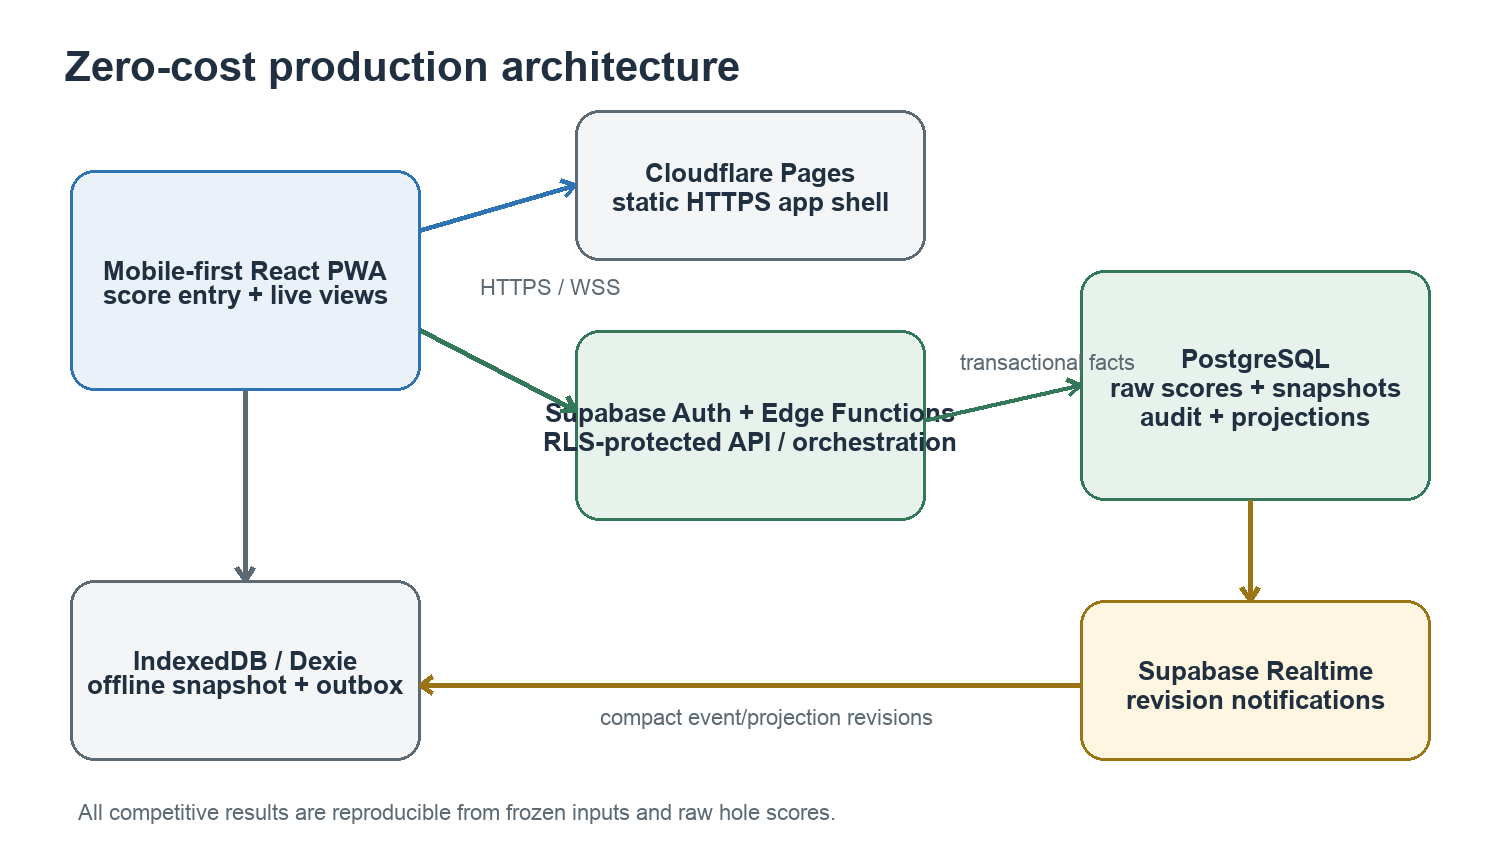 Zero-cost production architecture
Cloudflare Pages
static HTTPS app shell
Mobile-first React PWA
score entry + live views
HTTPS / WSS
transactional facts
PostgreSQL
raw scores + snapshots
audit + projections
Supabase Auth + Edge Functions
RLS-protected API / orchestration
IndexedDB / Dexie
offline snapshot + outbox
Supabase Realtime
revision notifications
compact event/projection revisions
All competitive results are reproducible from frozen inputs and raw hole scores.